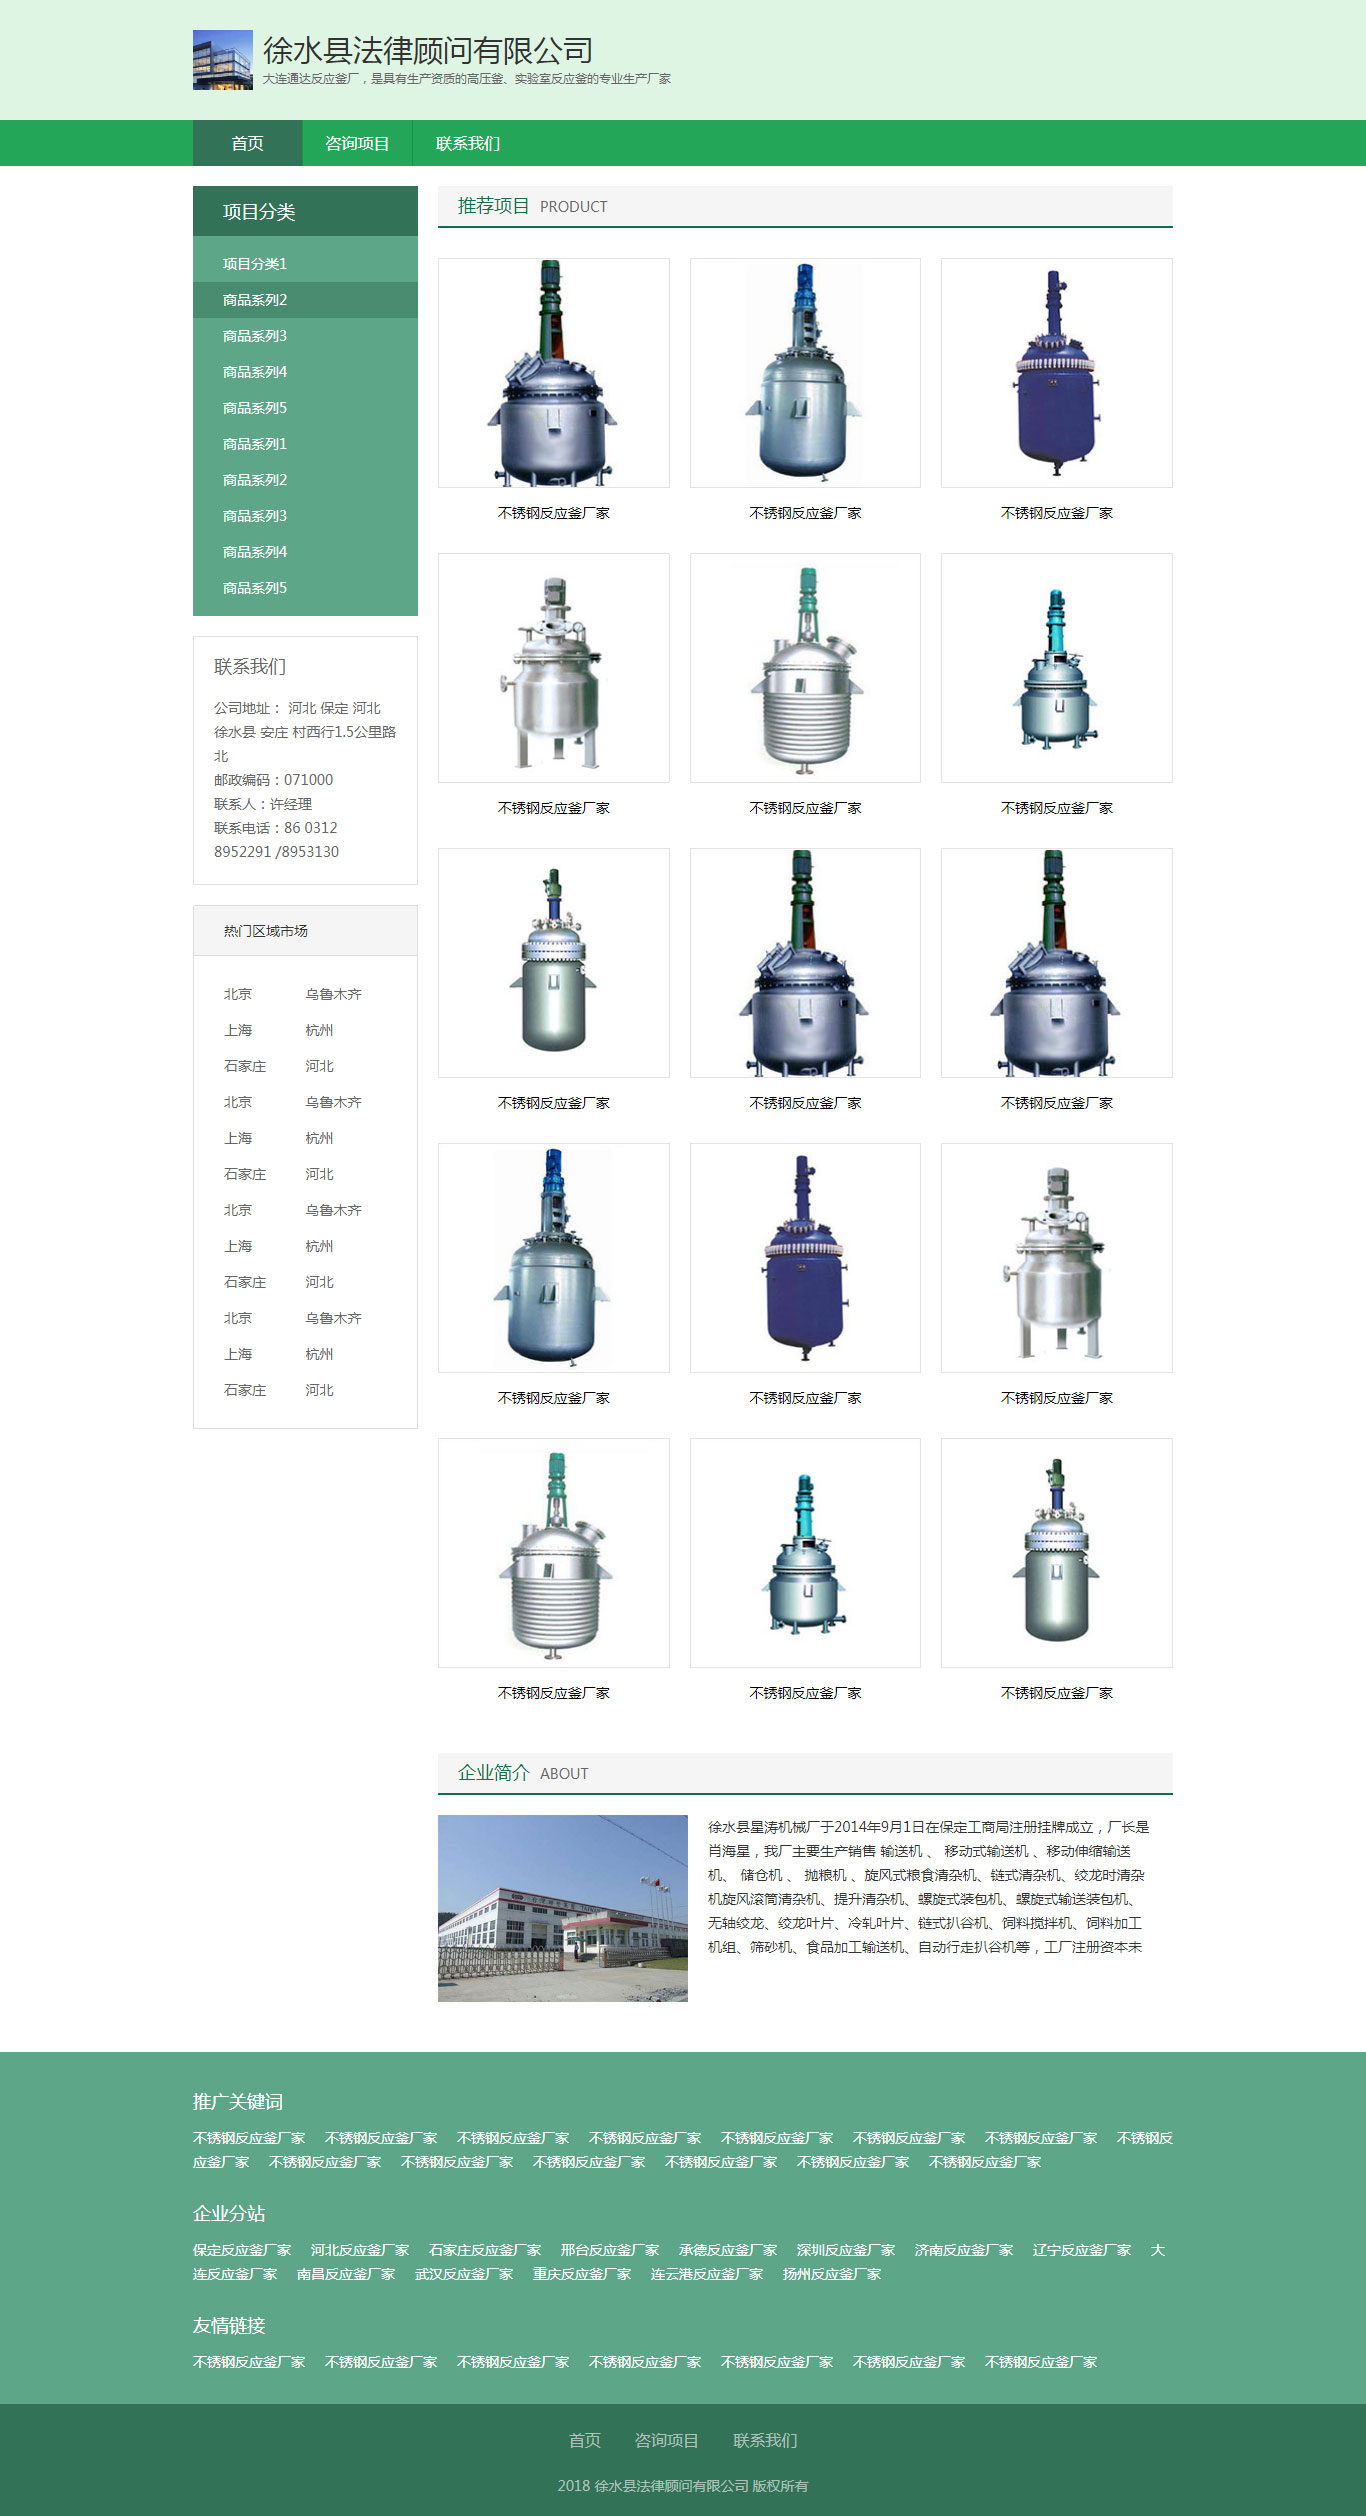 徐水县法律顾问有限公司
大连通达反应釜厂，是具有生产资质的高压釜、实验室反应釜的专业生产厂家
首页
咨询项目
联系我们
项目分类
项目分类1
商品系列2
商品系列3
商品系列4
商品系列5
商品系列1
商品系列2
商品系列3
商品系列4
商品系列5
联系我们
公司地址： 河北 保定 河北
徐水县 安庄 村西行1.5公里路
北
邮政编码：071000
联系人：许经理
联系电话：86 0312
8952291 /8953130
热门区域市场
北京 乌鲁木齐
上海 杭州
石家庄 河北
北京 乌鲁木齐
上海 杭州
石家庄 河北
北京 乌鲁木齐
上海 杭州
石家庄 河北
北京 乌鲁木齐
上海 杭州
石家庄 河北
推荐项目 PRODUCT
不锈钢反应釜厂家 不锈钢反应釜厂家 不锈钢反应釜厂家
不锈钢反应釜厂家 不锈钢反应釜厂家 不锈钢反应釜厂家
不锈钢反应釜厂家 不锈钢反应釜厂家 不锈钢反应釜厂家
不锈钢反应釜厂家 不锈钢反应釜厂家 不锈钢反应釜厂家
不锈钢反应釜厂家 不锈钢反应釜厂家 不锈钢反应釜厂家
企业简介 ABOUT
徐水县星涛机械厂于2014年9月1日在保定工商局注册挂牌成立，厂长是
肖海星，我厂主要生产销售 输送机 、 移动式输送机 、移动伸缩输送
机、 储仓机 、 抛粮机 、旋风式粮食清杂机、链式清杂机、绞龙时清杂
机旋风滚筒清杂机、提升清杂机、螺旋式装包机、螺旋式输送装包机、
无轴绞龙、绞龙叶片、冷轧叶片、链式扒谷机、饲料搅拌机、饲料加工
机组、筛砂机、食品加工输送机、自动行走扒谷机等，工厂注册资本未
推广关键词
不锈钢反应釜厂家 不锈钢反应釜厂家 不锈钢反应釜厂家 不锈钢反应釜厂家 不锈钢反应釜厂家 不锈钢反应釜厂家 不锈钢反应釜厂家 不锈钢反
应釜厂家 不锈钢反应釜厂家 不锈钢反应釜厂家 不锈钢反应釜厂家 不锈钢反应釜厂家 不锈钢反应釜厂家 不锈钢反应釜厂家
企业分站
保定反应釜厂家 河北反应釜厂家 石家庄反应釜厂家 邢台反应釜厂家 承德反应釜厂家 深圳反应釜厂家 济南反应釜厂家 辽宁反应釜厂家 大
连反应釜厂家 南昌反应釜厂家 武汉反应釜厂家 重庆反应釜厂家 连云港反应釜厂家 扬州反应釜厂家
友情链接
不锈钢反应釜厂家 不锈钢反应釜厂家 不锈钢反应釜厂家 不锈钢反应釜厂家 不锈钢反应釜厂家 不锈钢反应釜厂家 不锈钢反应釜厂家
首页 咨询项目 联系我们
2018 徐水县法律顾问有限公司 版权所有